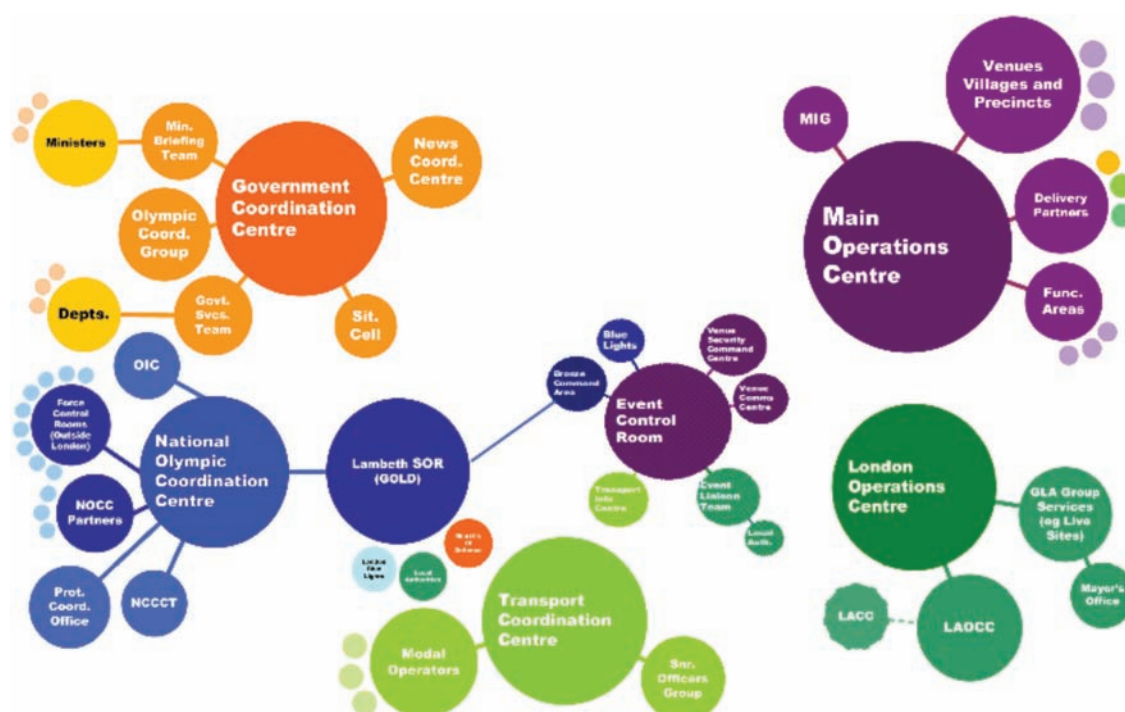 Ministers
Min.
Briefing
Team
Government
Coordination
Centre
News
Coord.
Centre
Olympic
Coord.
Group
Depts.
Govt.
Svcs.
Team
Sit.
Cell
MIG
Venues
Villages and
Precincts
Main
Operations
Centre
Delivery
Partners
Func.
Areas
OIC
Force
Control
Rooms
(Outside
London)
National
Olympic
Coordination
Centre
NOCC
Partners
Prot.
Coord.
Office
NCCCT
Lambeth SOR
(GOLD)
Bronze
Command
Area
Blue
Lights
Venue
Security
Command
Centre
Venue
Comms
Centre
Event
Control
Room
Transport
Info
Centre
Event
Liaison
Team
Local
Auth.
London
Blue
Lights
Local
Authorities
Transport
Coordination
Centre
Modal
Operators
Snr.
Officers
Group
London
Operations
Centre
GLA Group
Services
(eg Live
Sites)
Mayor's
Office
LACC
LAOCC